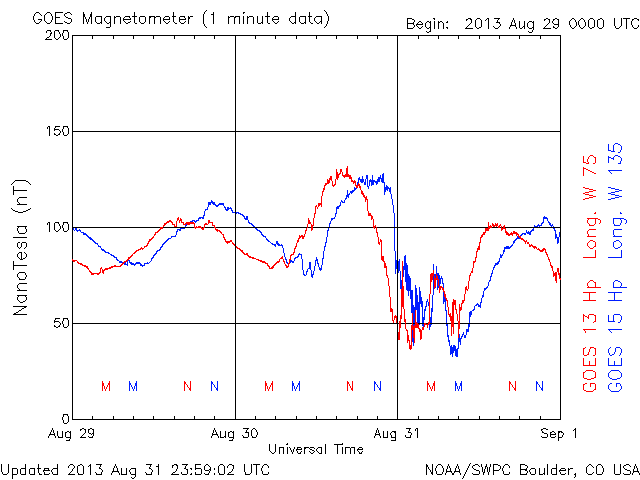 GOES Magnetometer (1 minute data)
Begin: 2013 Aug 29 0000 UTC
200
150
100
50
0
NanoTesla (nT)
M M N N M M N N M M N N
Aug 29 Aug 30 Aug 31 Sep 1
Universal Time
GOES 13 Hp Long. W 75
GOES 15 Hp Long. W 135
Updated 2013 Aug 31 23:59:02 UTC
NOAA/SWPC Boulder, CO USA